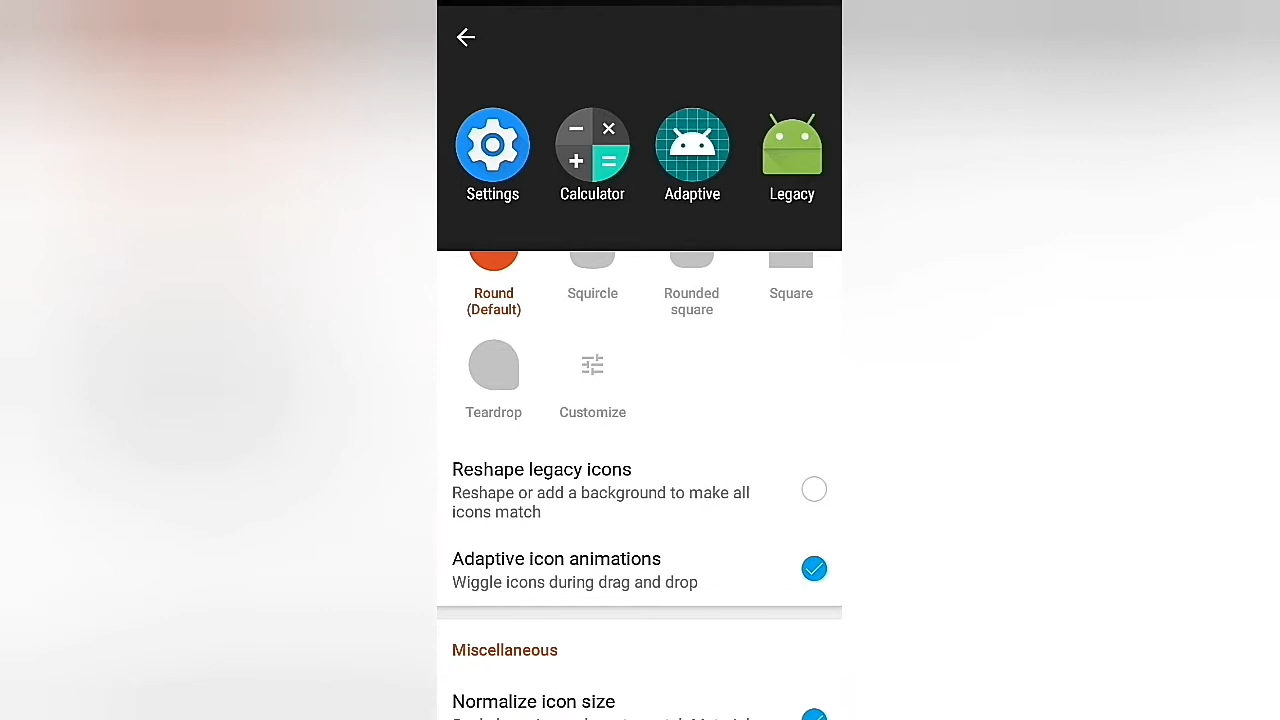 Settings Calculator Adaptive Legacy
Round Squircle Rounded Square
(Default) square
Teardrop Customize
Reshape legacy icons
Reshape or add a background to make all
icons match
Adaptive icon animations
Wiggle icons during drag and drop
Miscellaneous
Normalize icon size